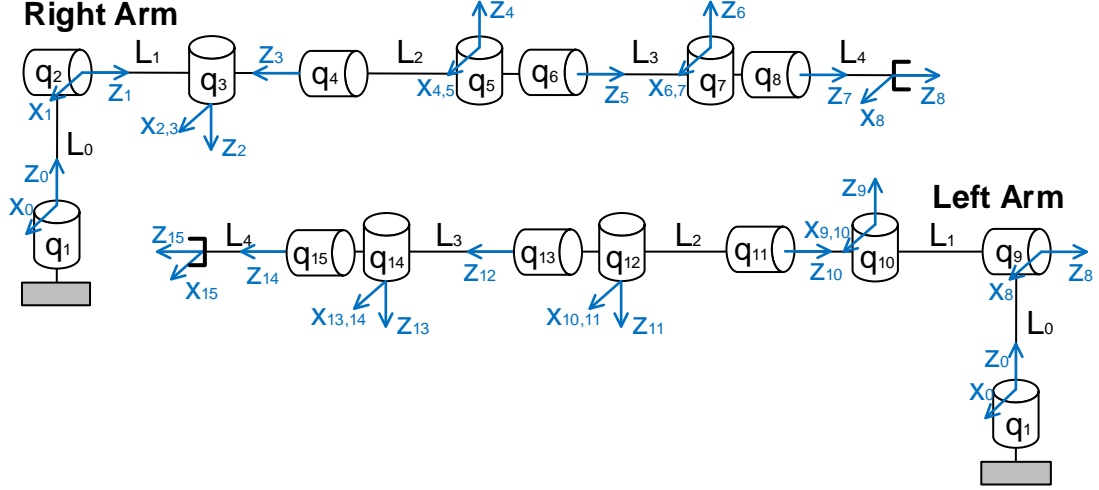 Right Arm
z4
z6
L1
z3
L2
L3
L4
q2
q3
q4
q5
q6
q7
q8
x1
z1
x4,5
z5
x6,7
z7
z8
x2,3
x8
z2
L0
z0
x0
q1
z9
Left Arm
x9,10
z15
L4
L3
L2
L1
q15
q14
q13
q12
q11
q10
q9
z14
z12
z10
x8
z8
x15
x13,14
z13
x10,11
z11
L0
z0
x0
q1